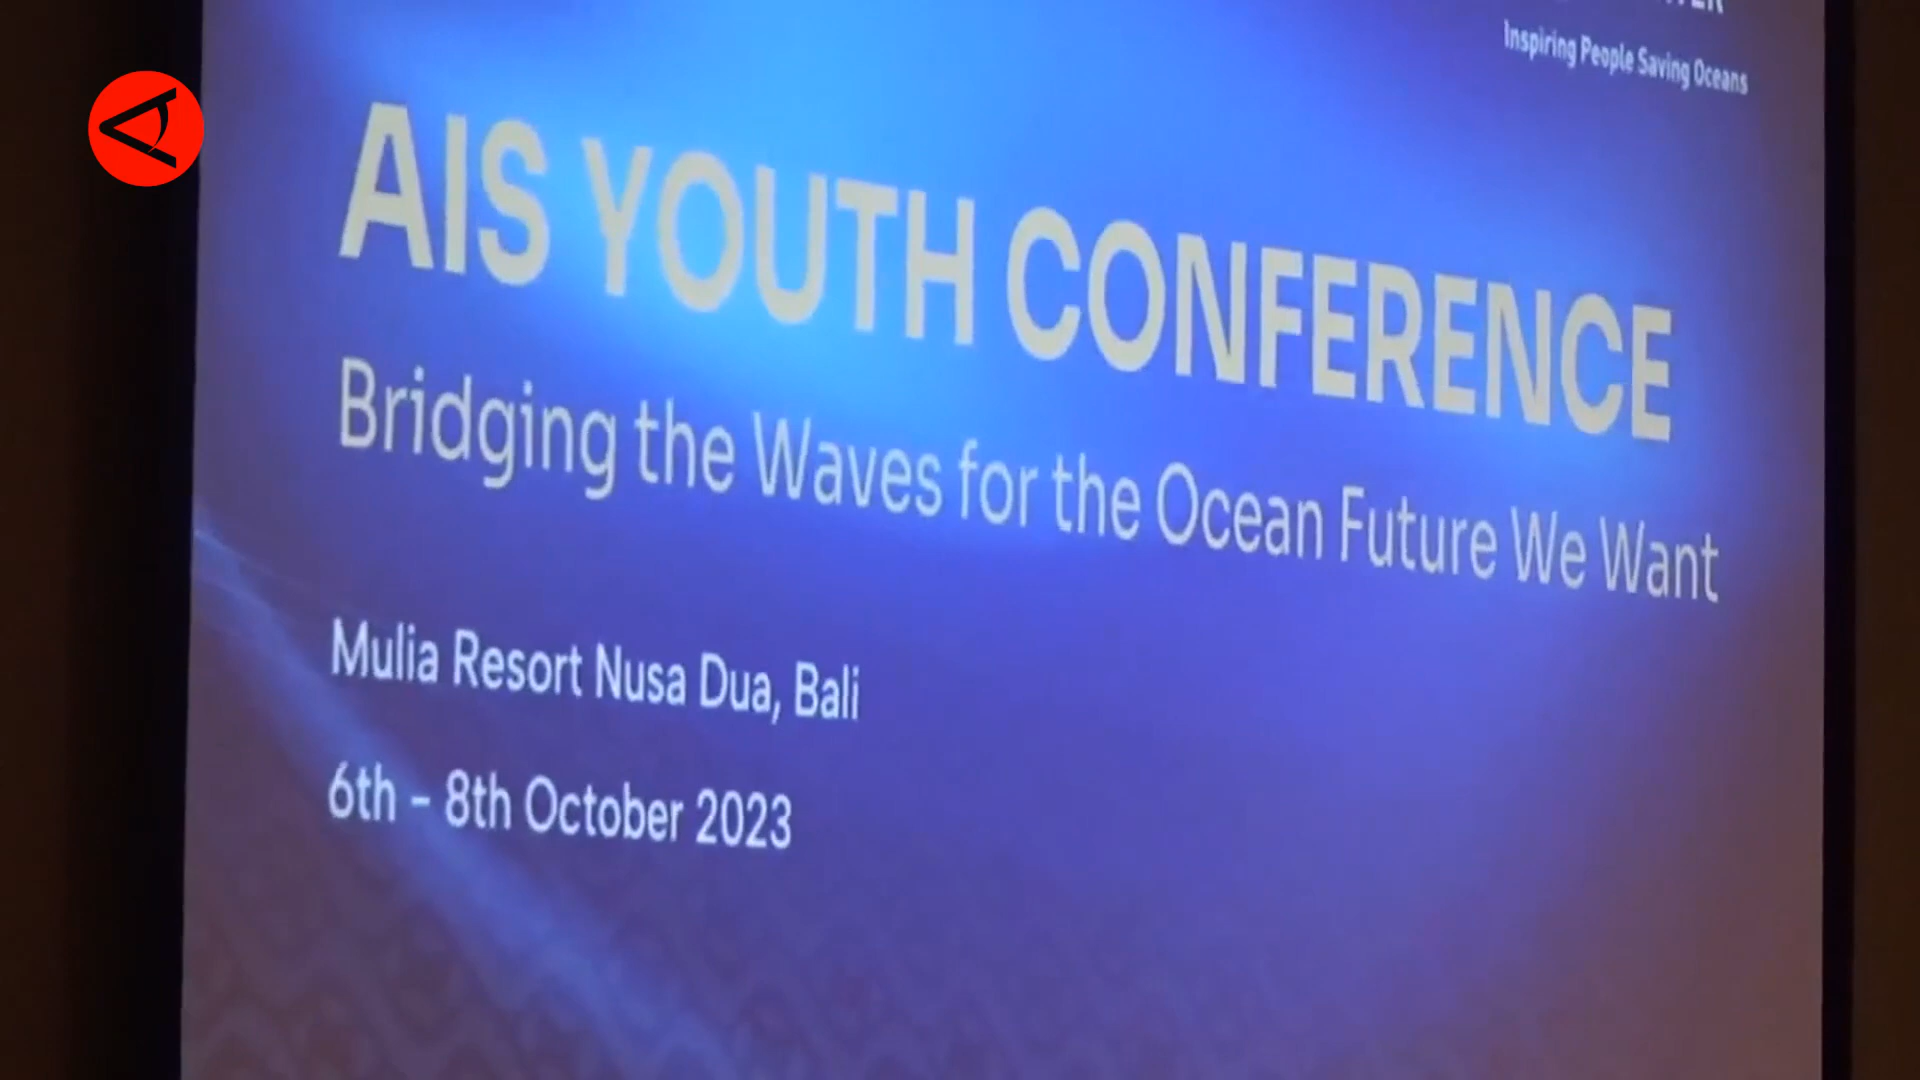 Inspiring People Saving Oceans
AIS YOUTH CONFERENCE
Bridging the Waves for the Ocean Future We Want
Mulia Resort Nusa Dua, Bali
6th - 8th October 2023